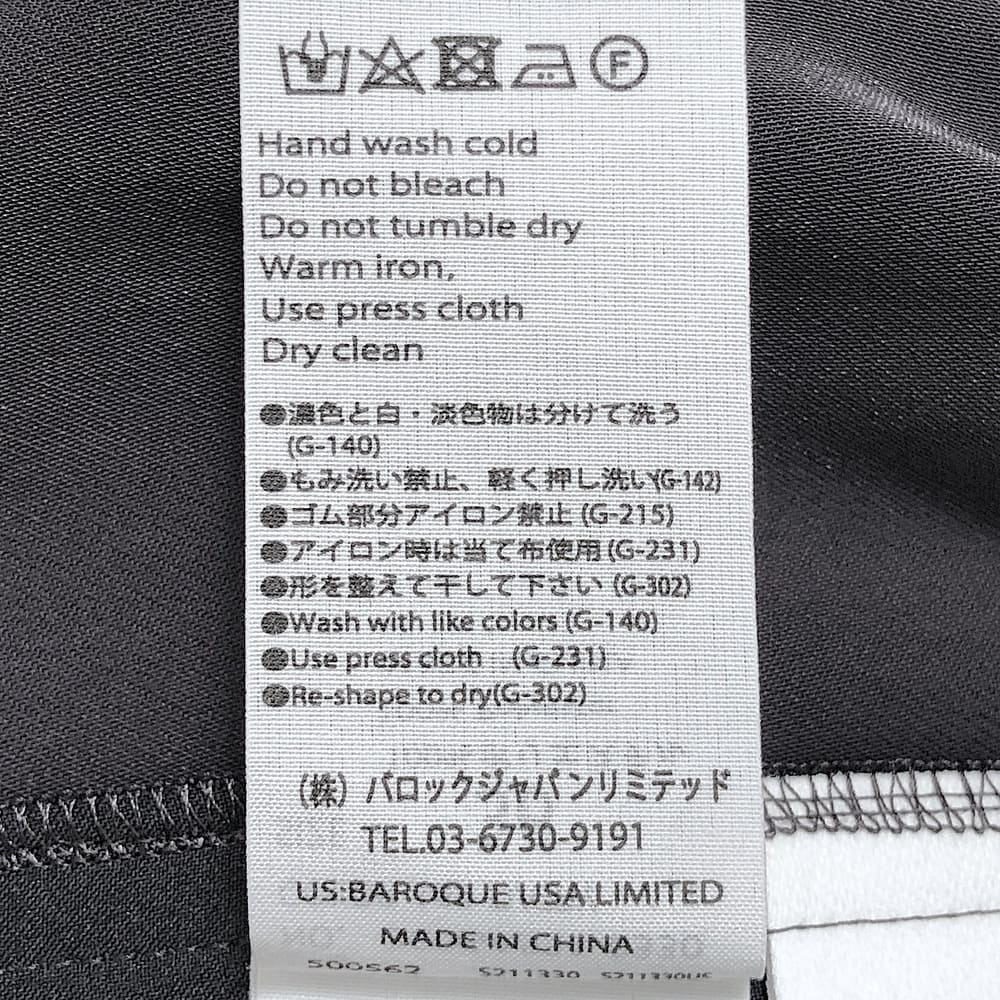 F
Hand wash cold
Do not bleach
Do not tumble dry
Warm iron,
Use press cloth
Dry clean
●濃色と白・淡色物は分けて洗う
(G-140)
●もみ洗い禁止、軽く押し洗い(G-142)
●ゴム部分アイロン禁止 (G-215)
●アイロン時は当て布使用 (G-231)
●形を整えて干して下さい (G-302)
●Wash with like colors (G-140)
●Use press cloth (G-231)
●Re-shape to dry(G-302)
(株) バロックジャパンリミテッド
TEL.03-6730-9191
US:BAROQUE USA LIMITED
MADE IN CHINA
500562 S211330 S211330US